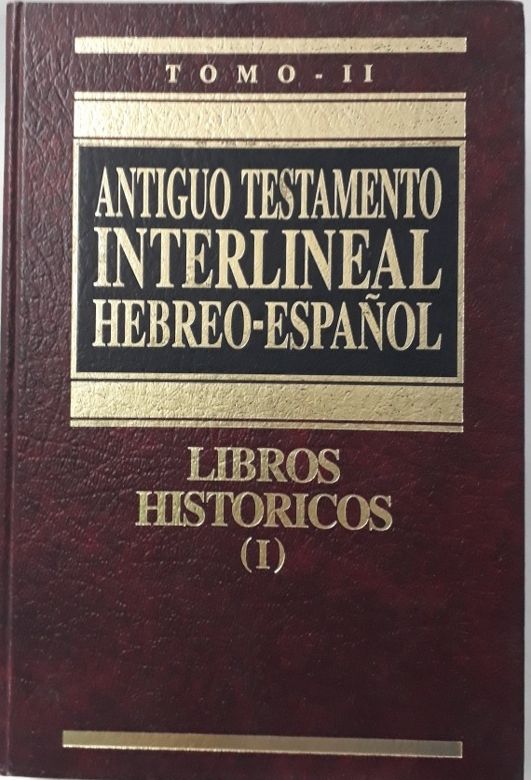 TOMO-II
ANTIGUO TESTAMENTO
INTERLINEAL
HEBREO-ESPAÑOL
LIBROS
HISTORICOS
(I)